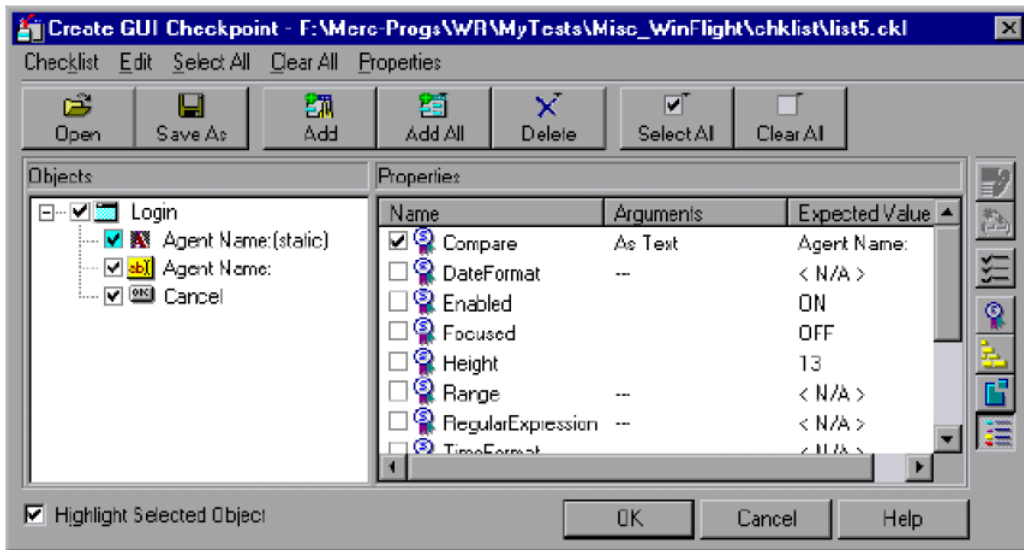 Create GUI Checkpoint - F:\Merc-Progs\WR\MyTests\Misc_WinFlight\chklist\list5.ckl
Checklist Edit Select All Clear All Properties
Open Save As Add Add All Delete Select All Clear All
Objects
Login
Agent Name:(static)
Agent Name:
Cancel
Properties
Name Arguments Expected Value
Compare As Text Agent Name:
DateFormat --- < N/A >
Enabled ON
Focused OFF
Height 13
Range --- < N/A >
RegularExpression --- < N/A >
TimeFormat < N/A >
Highlight Selected Object
OK Cancel Help